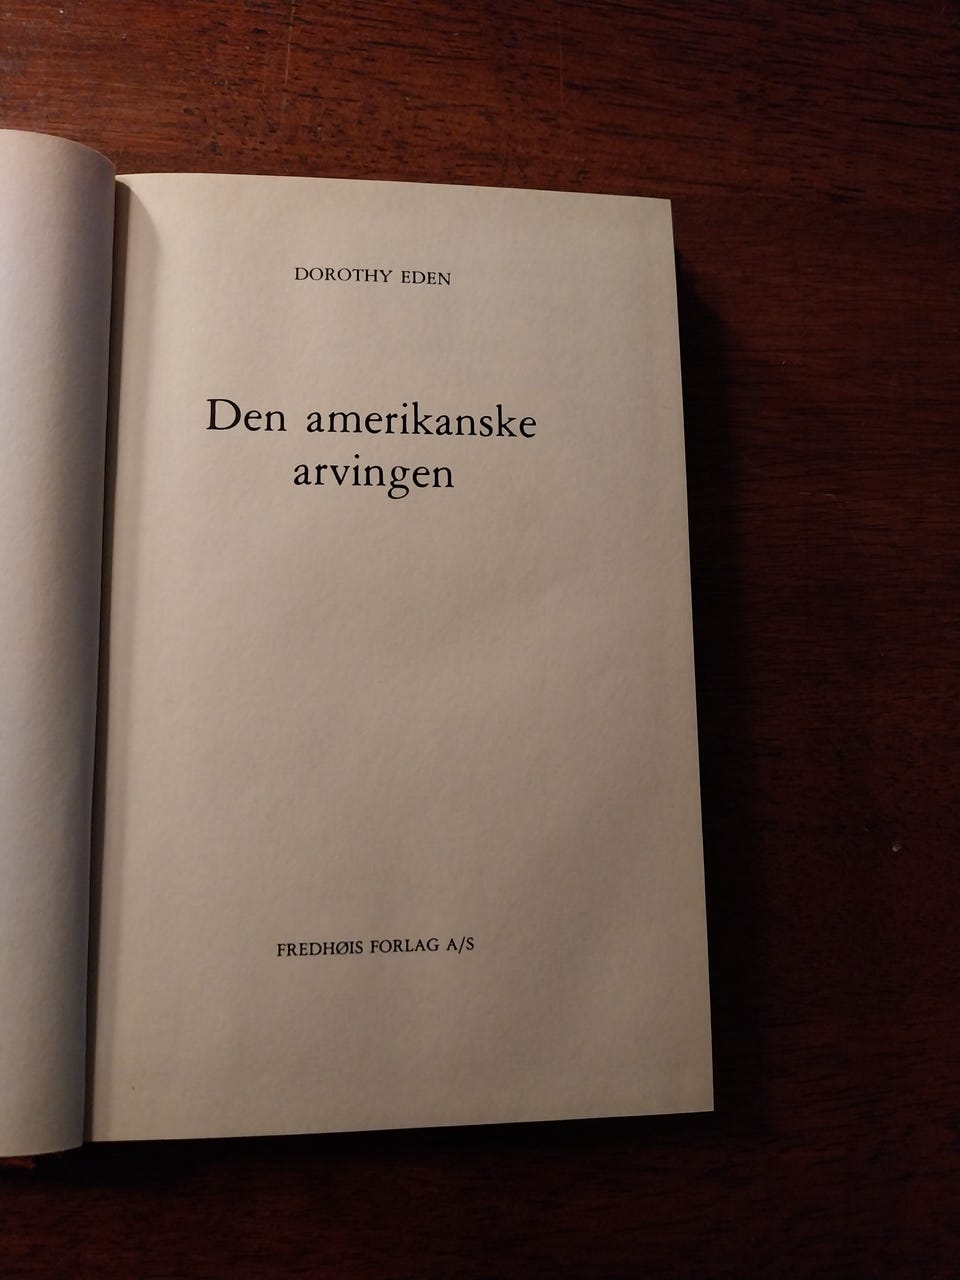 DOROTHY EDEN
Den amerikanske
arvingen
FREDHØIS FORLAG A/S